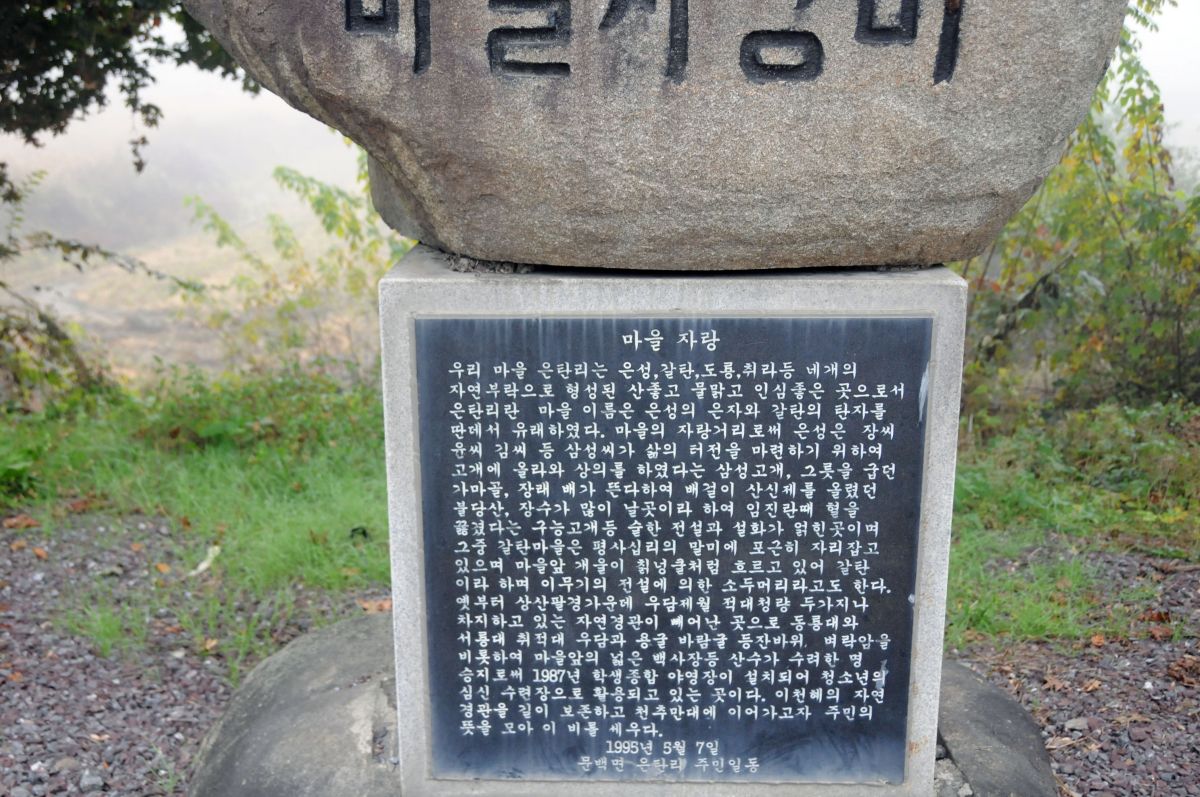 마을 자랑
우리 마을 은탄리는 은성,갈탄,도룡,취라등 네개의
자연부락으로 형성된 산좋고 물맑고 인심좋은 곳으로서
은탄리란 마을 이름은 은성의 은자와 갈탄의 탄자를
딴데서 유래하였다. 마을의 자랑거리로써 은성은 장씨
윤씨 김씨 등 삼성씨가 삶의 터전을 마련하기 위하여
고개에 올라와 상의를 하였다는 삼성고개, 그릇을 굽던
가마골, 장래 배가 뜬다하여 배걸이 산신제를 올렸던
불당산, 장수가 많이 날곳이라 하여 임진란때 혈을
끊겼다는 구능고개등 숱한 전설과 설화가 얽힌곳이며
그중 갈탄마을은 평사십리의 말미에 포근히 자리잡고
있으며 마을앞 개울이 칡넝쿨처럼 흐르고 있어 갈탄
이라 하며 이무기의 전설에 의한 소두머리라고도 한다.
옛부터 상산팔경가운데 우담제월 적대청람 두가지나
차지하고 있는 자연경관이 빼어난 곳으로 동룡대와
서룡대 취적대 우담과 용굴 바람굴 등잔바위 벼락암을
비롯하여 마을앞의 넓은 백사장등 산수가 수려한 명
승지로써 1987년 학생종합 야영장이 설치되어 청소년의
심신 수련장으로 활용되고 있는 곳이다. 이천혜의 자연
경관을 길이 보존하고 천추만대에 이어가고자 주민의
뜻을 모아 이 비를 세우다.
1995년 5월 7일
문백면 은탄리 주민일동